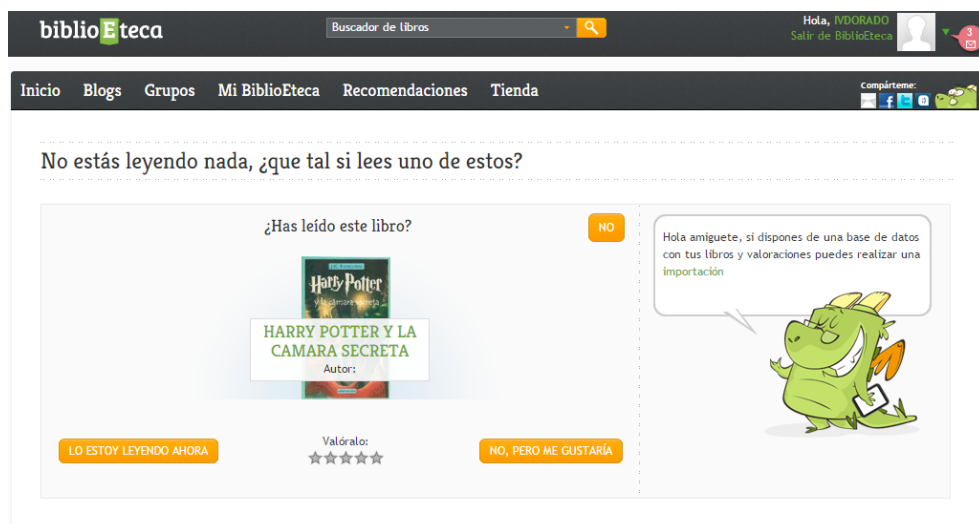 biblioEteca
Buscador de libros
Hola, IVDORADO
Salir de BiblioEteca
3
Inicio Blogs Grupos Mi BiblioEteca Recomendaciones Tienda
Compárteme:
No estás leyendo nada, ¿que tal si lees uno de estos?
¿Has leído este libro?
NO
Harry Potter
y la cámara secreta
HARRY POTTER Y LA
CAMARA SECRETA
Autor:
LO ESTOY LEYENDO AHORA
Valóralo:
NO, PERO ME GUSTARÍA
Hola amiguete, si dispones de una base de datos
con tus libros y valoraciones puedes realizar una
importación